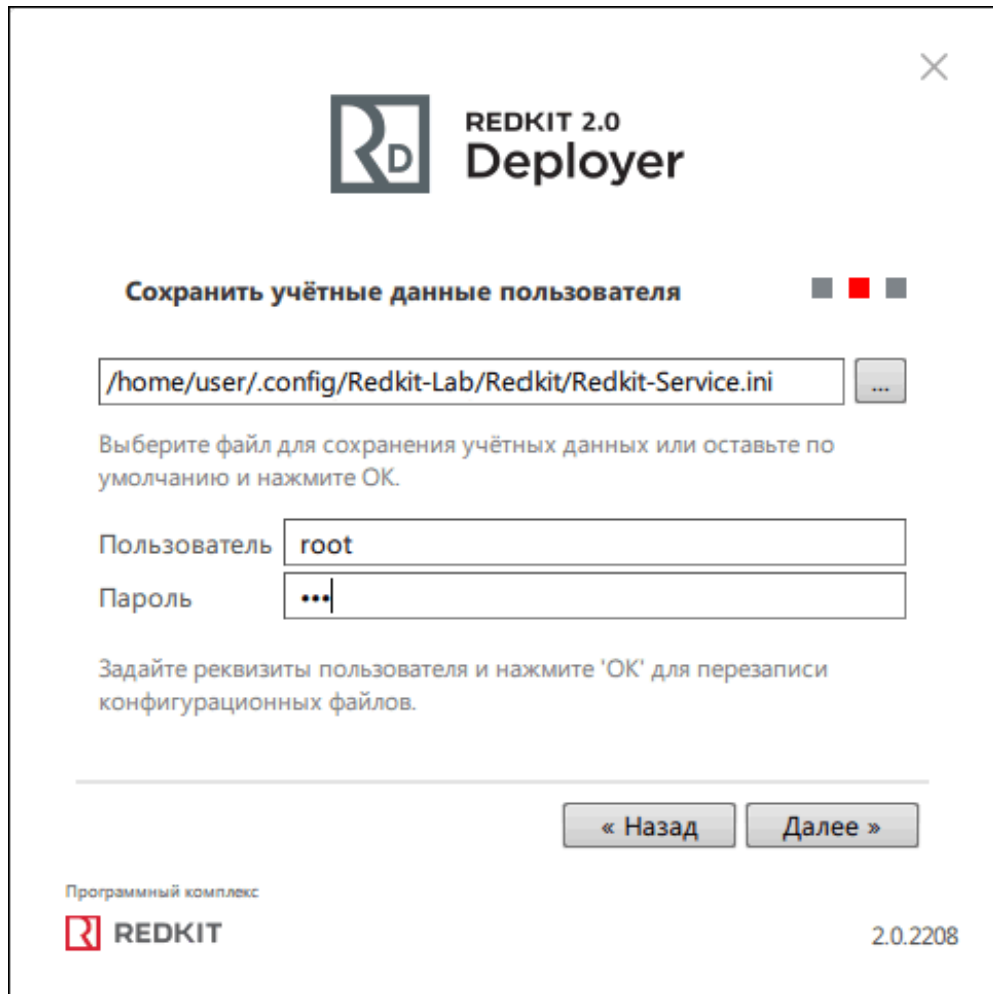 REDKIT 2.0
Deployer
Сохранить учётные данные пользователя
/home/user/.config/Redkit-Lab/Redkit/Redkit-Service.ini
...
Выберите файл для сохранения учётных данных или оставьте по
умолчанию и нажмите ОК.
Пользователь root
Пароль •••
Задайте реквизиты пользователя и нажмите 'ОК' для перезаписи
конфигурационных файлов.
« Назад Далее »
Программный комплекс
REDKIT
2.0.2208